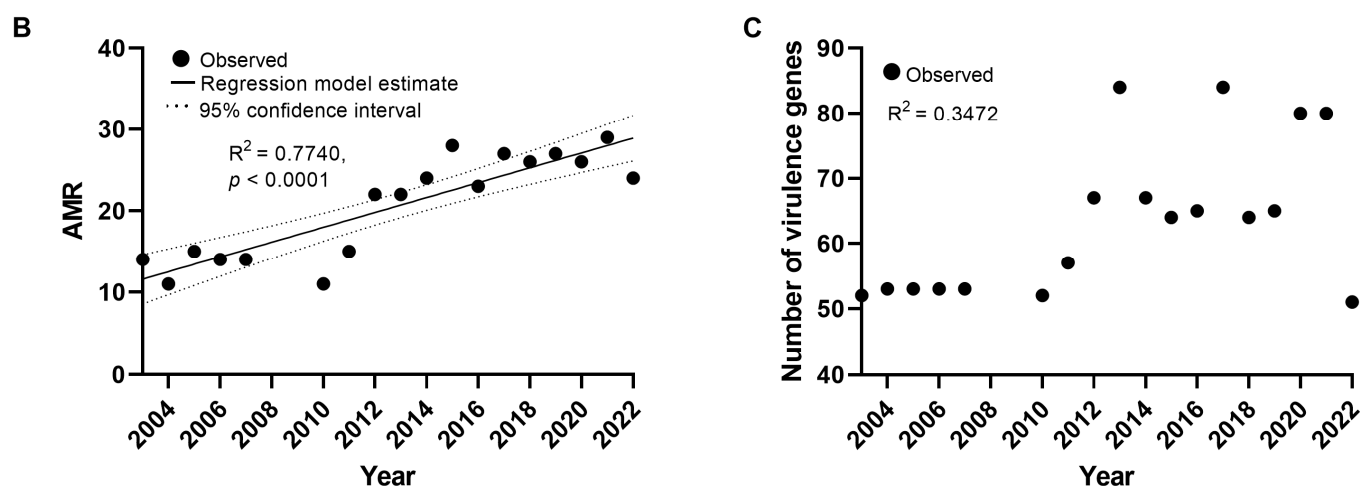 B
40
30
20
10
0
AMR
Observed
Regression model estimate
95% confidence interval
R² = 0.7740,
p < 0.0001
2004
2006
2008
2010
2012
2014
2016
2018
2020
2022
Year
C
90
80
70
60
50
40
Number of virulence genes
Observed
R² = 0.3472
2004
2006
2008
2010
2012
2014
2016
2018
2020
2022
Year